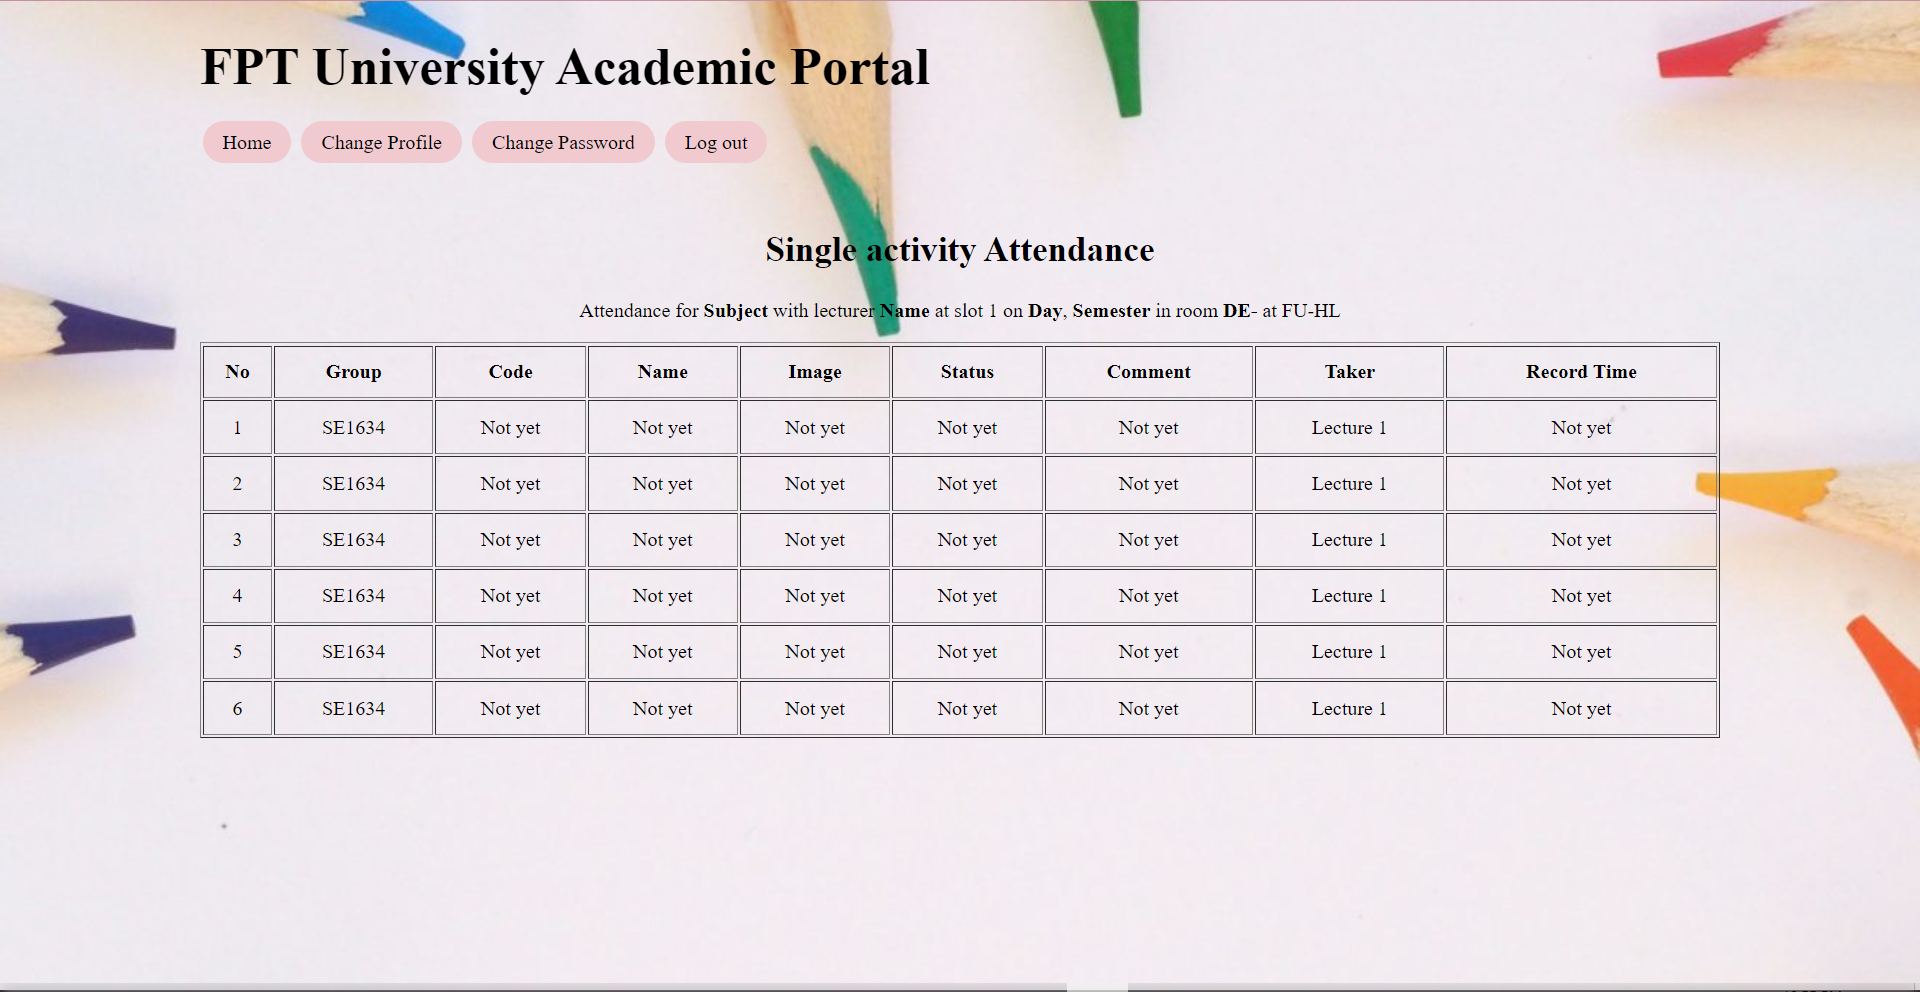 FPT University Academic Portal
Home Change Profile Change Password Log out
Single activity Attendance
Attendance for Subject with lecturer Name at slot 1 on Day, Semester in room DE- at FU-HL
No Group Code Name Image Status Comment Taker Record Time
1 SE1634 Not yet Not yet Not yet Not yet Not yet Lecture 1 Not yet
2 SE1634 Not yet Not yet Not yet Not yet Not yet Lecture 1 Not yet
3 SE1634 Not yet Not yet Not yet Not yet Not yet Lecture 1 Not yet
4 SE1634 Not yet Not yet Not yet Not yet Not yet Lecture 1 Not yet
5 SE1634 Not yet Not yet Not yet Not yet Not yet Lecture 1 Not yet
6 SE1634 Not yet Not yet Not yet Not yet Not yet Lecture 1 Not yet